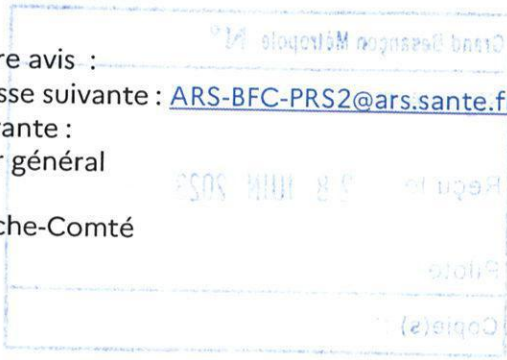 Grand Besançon Métropole N°
re avis :
sse suivante : ARS-BFC-PRS2@ars.sante.f
ante :
r général
Reçu le 28 JUIN 2023
che-Comté
Pilote
Copie(s)